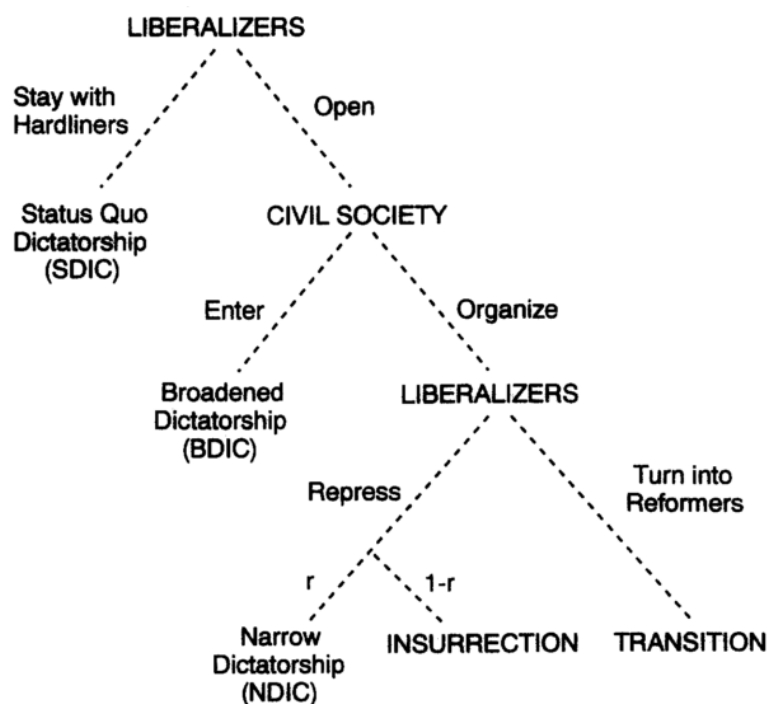 LIBERALIZERS
Stay with
Hardliners
Open
Status Quo
Dictatorship
(SDIC)
CIVIL SOCIETY
Enter
Organize
Broadened
Dictatorship
(BDIC)
LIBERALIZERS
Repress
Turn into
Reformers
r
1-r
Narrow
Dictatorship
(NDIC)
INSURRECTION
TRANSITION